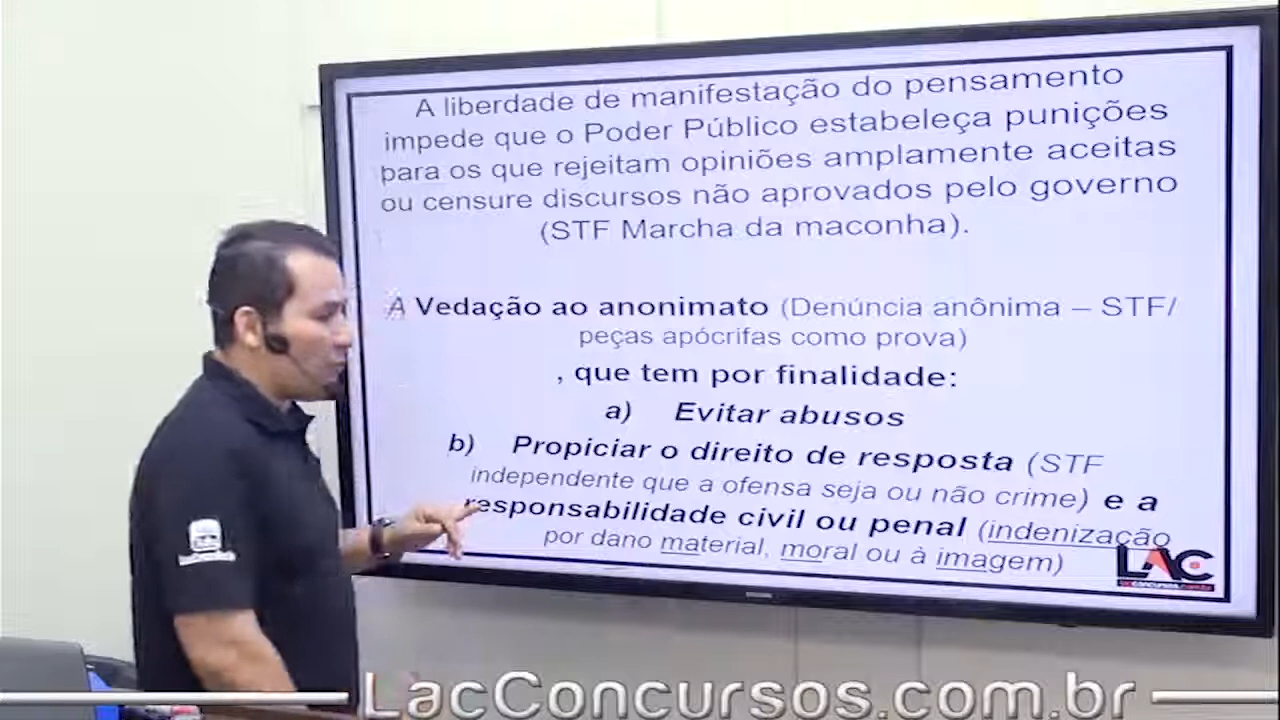 A liberdade de manifestação do pensamento
impede que o Poder Público estabeleça punições
para os que rejeitam opiniões amplamente aceitas
ou censure discursos não aprovados pelo governo
(STF Marcha da maconha).
A Vedação ao anonimato (Denúncia anônima – STF/
peças apócrifas como prova)
, que tem por finalidade:
a) Evitar abusos
b) Propiciar o direito de resposta (STF
independente que a ofensa seja ou não crime) e a
responsabilidade civil ou penal (indenização
por dano material, moral ou à imagem)
LAC
LacConcursos.com.br